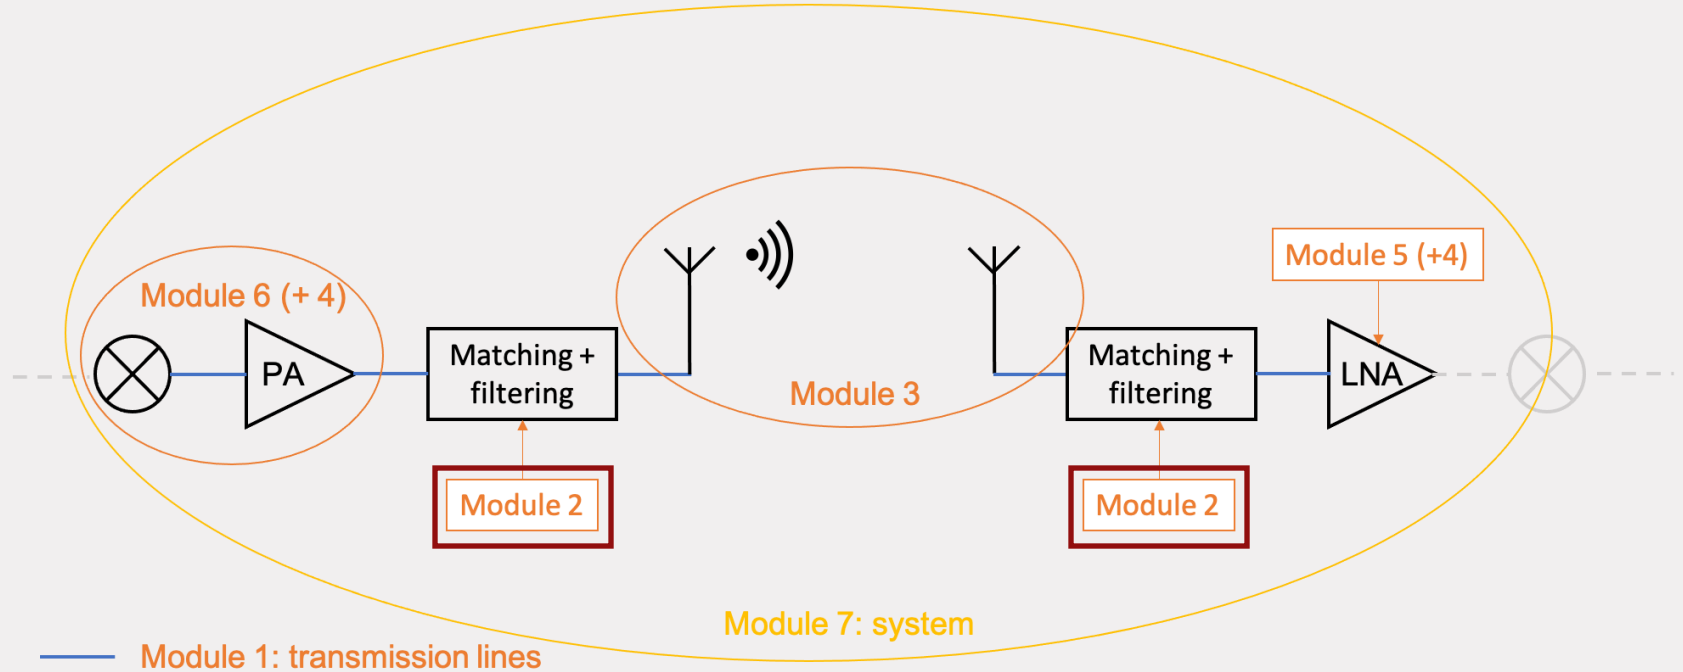 Module 6 (+ 4)
PA
Matching +
filtering
Module 2
Module 3
Matching +
filtering
Module 2
Module 5 (+4)
LNA
Module 7: system
Module 1: transmission lines